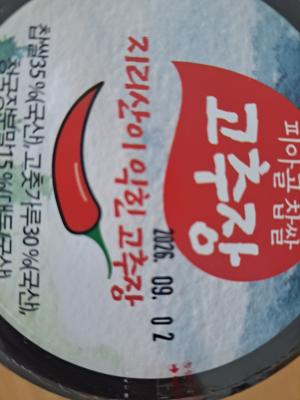 피아골 찹쌀
고추장
지리산이 익힌 고추장
2026. 09. 02
찹쌀35%(국산), 고춧가루30%(국산),